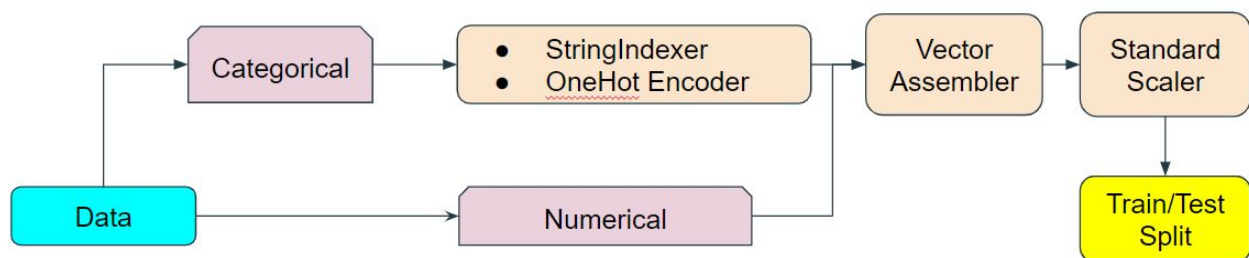 Categorical
● StringIndexer
● OneHot Encoder
Vector
Assembler
Standard
Scaler
Data
Numerical
Train/Test
Split